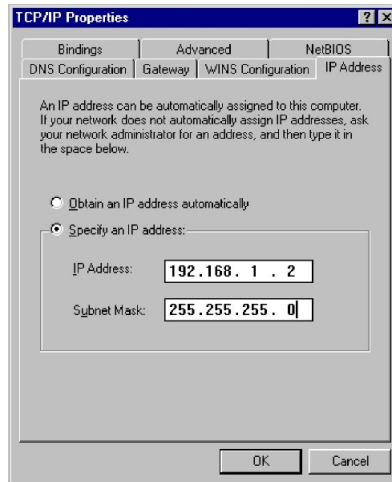 TCP/IP Properties
Bindings Advanced NetBIOS
DNS Configuration Gateway WINS Configuration IP Address
An IP address can be automatically assigned to this computer.
If your network does not automatically assign IP addresses, ask
your network administrator for an address, and then type it in
the space below.
Obtain an IP address automatically
Specify an IP address:
IP Address: 192.168. 1 . 2
Subnet Mask: 255.255.255. 0
OK Cancel